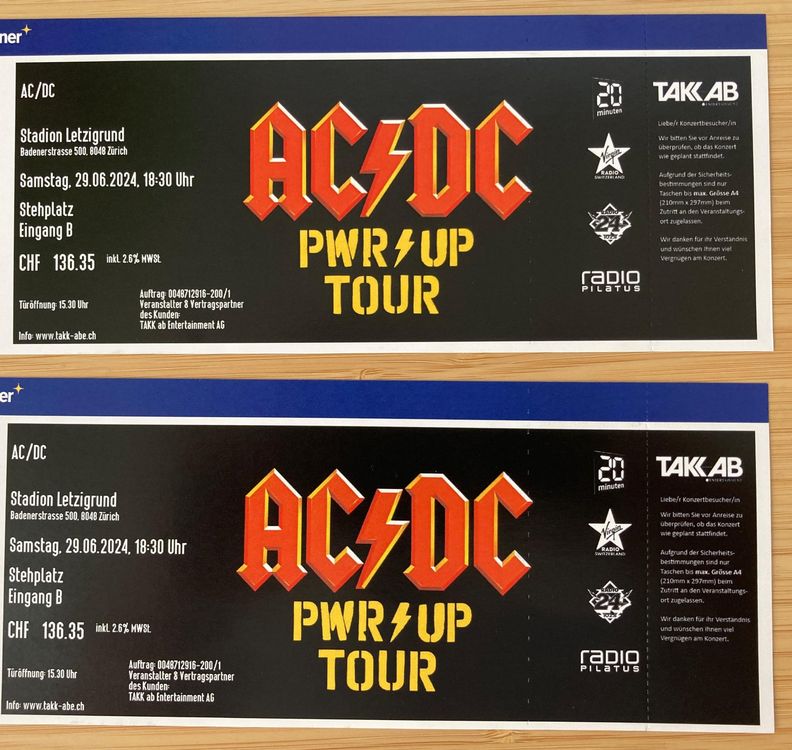 ner
AC/DC
Stadion Letzigrund
Badenerstrasse 500, 8048 Zürich
Samstag, 29.06.2024, 18:30 Uhr
Stehplatz
Eingang B
CHF 136.35 inkl. 2.6% MWSt.
Türöffnung: 15.30 Uhr
Auftrag: 0048712916-200/1
Veranstalter & Vertragspartner
des Kunden:
TAKK ab Entertainment AG
Info: www.takk-abe.ch
AC/DC
PWR UP
TOUR
20
minuten
Virgin
RADIO
SWITZERLAND
RADIO
24
ROCK
RADIO
PILATUS
TAKK AB
ENTERTAINMENT
Liebe/r Konzertbesucher/in
Wir bitten Sie vor Anreise zu
überprüfen, ob das Konzert
wie geplant stattfindet.
Aufgrund der Sicherheits-
bestimmungen sind nur
Taschen bis max. Grösse A4
(210mm x 297mm) beim
Zutritt an den Veranstaltungs-
ort zugelassen.
Wir danken für ihr Verständnis
und wünschen Ihnen viel
Vergnügen am Konzert.
er
AC/DC
Stadion Letzigrund
Badenerstrasse 500, 8048 Zürich
Samstag, 29.06.2024, 18:30 Uhr
Stehplatz
Eingang B
CHF 136.35 inkl. 2.6% MWSt.
Türöffnung: 15.30 Uhr
Auftrag: 0048712916-200/1
Veranstalter & Vertragspartner
des Kunden:
TAKK ab Entertainment AG
Info: www.takk-abe.ch
AC/DC
PWR UP
TOUR
20
minuten
Virgin
RADIO
SWITZERLAND
RADIO
24
ROCK
RADIO
PILATUS
TAKK AB
ENTERTAINMENT
Liebe/r Konzertbesucher/in
Wir bitten Sie vor Anreise zu
überprüfen, ob das Konzert
wie geplant stattfindet.
Aufgrund der Sicherheits-
bestimmungen sind nur
Taschen bis max. Grösse A4
(210mm x 297mm) beim
Zutritt an den Veranstaltungs-
ort zugelassen.
Wir danken für ihr Verständnis
und wünschen Ihnen viel
Vergnügen am Konzert.